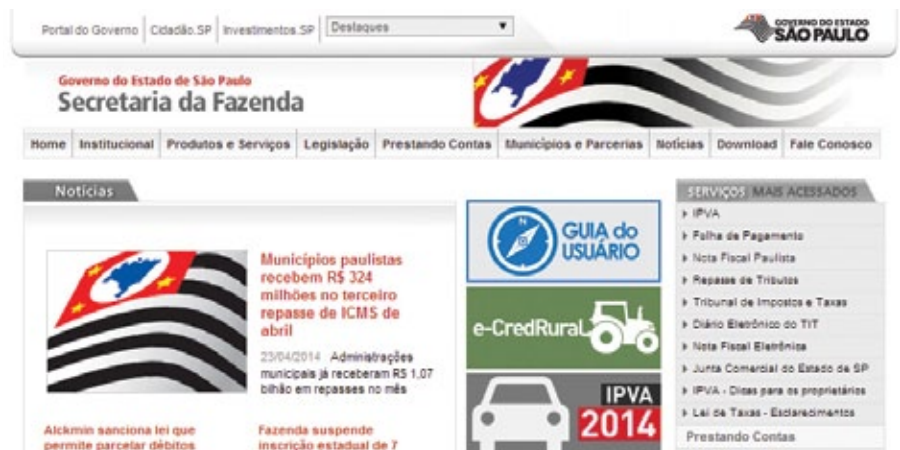 Portal do Governo Cidadão.SP Investimentos.SP Destaques
GOVERNO DO ESTADO
SÃO PAULO
Governo do Estado de São Paulo
Secretaria da Fazenda
Home Institucional Produtos e Serviços Legislação Prestando Contas Municípios e Parcerias Notícias Download Fale Conosco
Notícias
Municípios paulistas
recebem R$ 324
milhões no terceiro
repasse de ICMS de
abril
23/04/2014 Administrações
municipais já receberam R$ 1,07
bilhão em repasses no mês
Alckmin sanciona lei que
permite parcelar débitos
Fazenda suspende
inscrição estadual de 7
N
GUIA do
USUÁRIO
e-CredRural
IPVA
2014
SERVIÇOS MAIS ACESSADOS
IPVA
Folha de Pagamento
Nota Fiscal Paulista
Repasse de Tributos
Tribunal de Impostos e Taxas
Diário Eletrônico do TIT
Nota Fiscal Eletrônica
Junta Comercial do Estado de SP
IPVA - Dicas para os proprietários
Lei de Taxas - Esclarecimentos
Prestando Contas